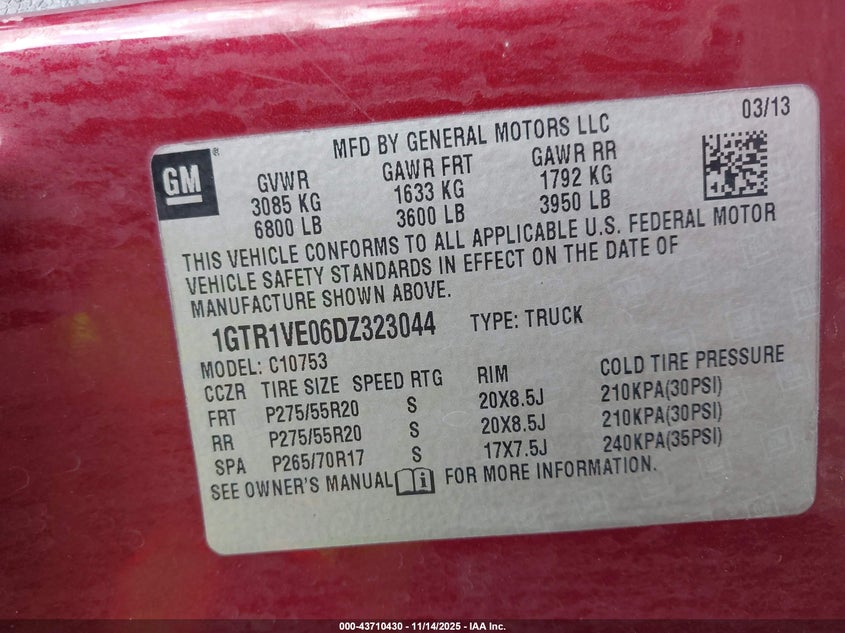 03/13
MFD BY GENERAL MOTORS LLC
GM®
GVWR GAWR FRT GAWR RR
3085 KG 1633 KG 1792 KG
6800 LB 3600 LB 3950 LB
THIS VEHICLE CONFORMS TO ALL APPLICABLE U.S. FEDERAL MOTOR
VEHICLE SAFETY STANDARDS IN EFFECT ON THE DATE OF
MANUFACTURE SHOWN ABOVE.
1GTR1VE06DZ323044 TYPE: TRUCK
MODEL: C10753
CCZR TIRE SIZE SPEED RTG RIM COLD TIRE PRESSURE
FRT P275/55R20 S 20X8.5J 210KPA(30PSI)
RR P275/55R20 S 20X8.5J 210KPA(30PSI)
SPA P265/70R17 S 17X7.5J 240KPA(35PSI)
SEE OWNER'S MANUAL i FOR MORE INFORMATION.
000-43710430 - 11/14/2025 - IAA Inc.